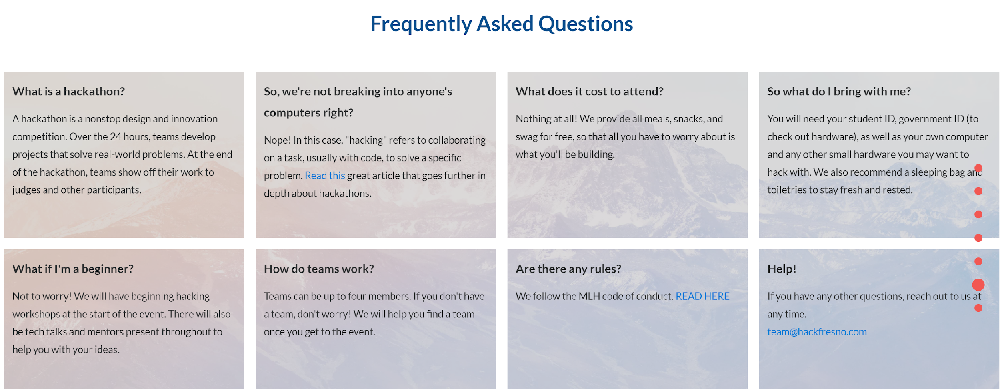 Frequently Asked Questions
What is a hackathon?
A hackathon is a nonstop design and innovation
competition. Over the 24 hours, teams develop
projects that solve real-world problems. At the end
of the hackathon, teams show off their work to
judges and other participants.
So, we're not breaking into anyone's
computers right?
Nope! In this case, "hacking" refers to collaborating
on a task, usually with code, to solve a specific
problem. Read this great article that goes further in
depth about hackathons.
What does it cost to attend?
Nothing at all! We provide all meals, snacks, and
swag for free, so that all you have to worry about is
what you'll be building.
So what do I bring with me?
You will need your student ID, government ID (to
check out hardware), as well as your own computer
and any other small hardware you may want to
hack with. We also recommend a sleeping bag and
toiletries to stay fresh and rested.
What if I'm a beginner?
Not to worry! We will have beginning hacking
workshops at the start of the event. There will also
be tech talks and mentors present throughout to
help you with your ideas.
How do teams work?
Teams can be up to four members. If you don't have
a team, don't worry! We will help you find a team
once you get to the event.
Are there any rules?
We follow the MLH code of conduct. READ HERE
Help!
If you have any other questions, reach out to us at
any time.
team@hackfresno.com